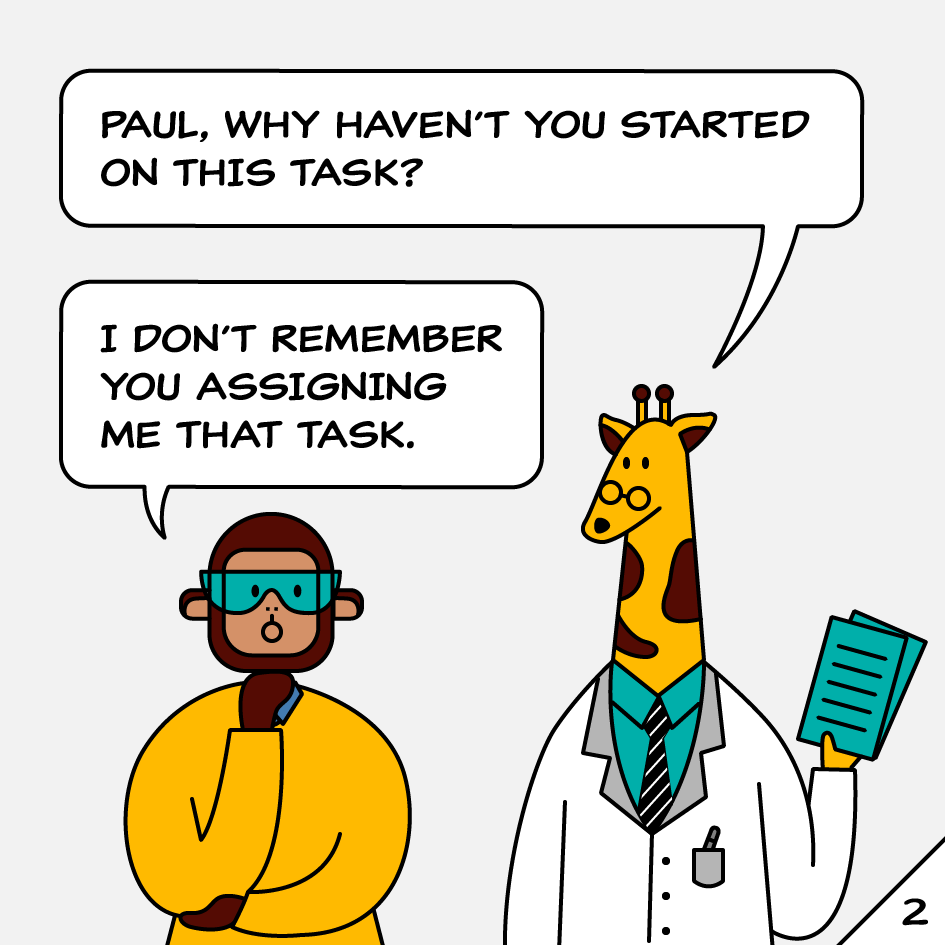 PAUL, WHY HAVEN'T YOU STARTED
ON THIS TASK?
I DON'T REMEMBER
YOU ASSIGNING
ME THAT TASK.
2